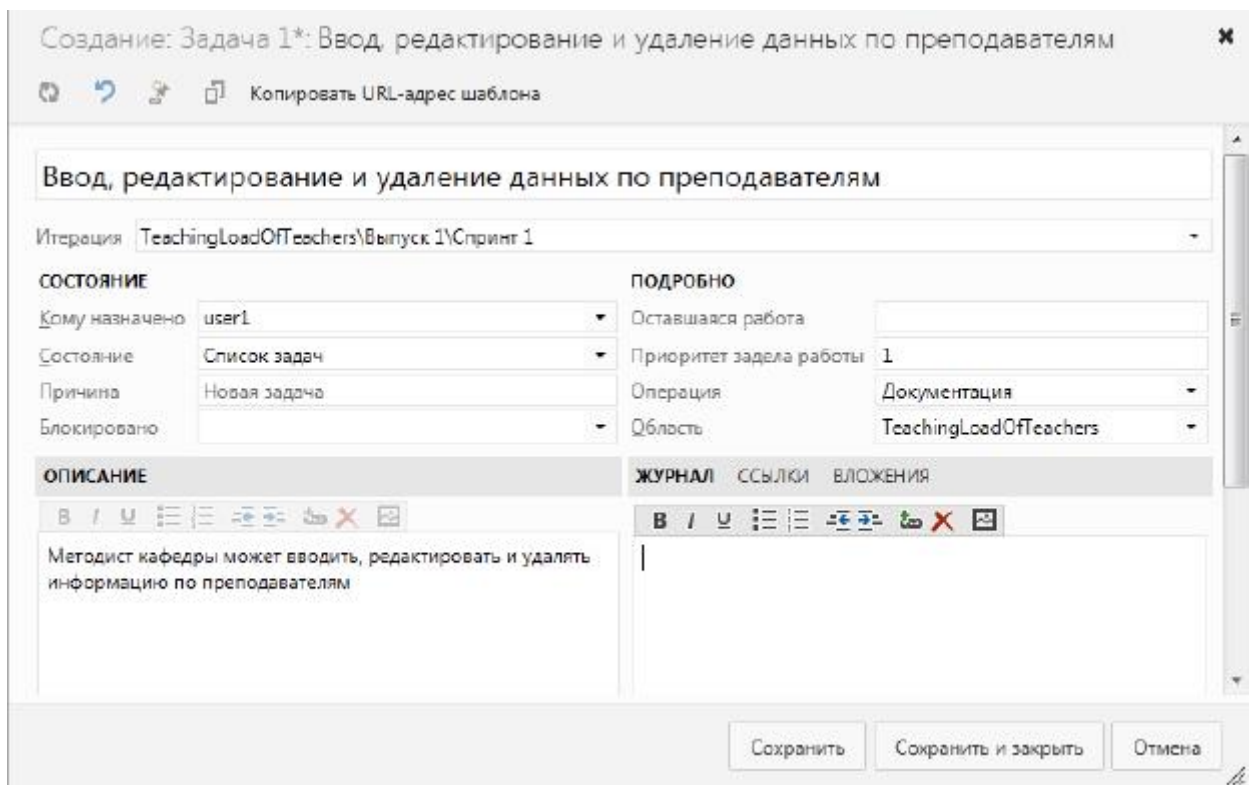 Создание: Задача 1*: Ввод, редактирование и удаление данных по преподавателям
Копировать URL-адрес шаблона
Ввод, редактирование и удаление данных по преподавателям
Итерация TeachingLoadOfTeachers\Выпуск 1\Спринт 1
СОСТОЯНИЕ ПОДРОБНО
Кому назначено user1 Оставшаяся работа
Состояние Список задач Приоритет задела работы 1
Причина Новая задача Операция Документация
Блокировано Область TeachingLoadOfTeachers
ОПИСАНИЕ ЖУРНАЛ ССЫЛКИ ВЛОЖЕНИЯ
B I U B I U
Методист кафедры может вводить, редактировать и удалять
информацию по преподавателям
Сохранить Сохранить и закрыть Отмена